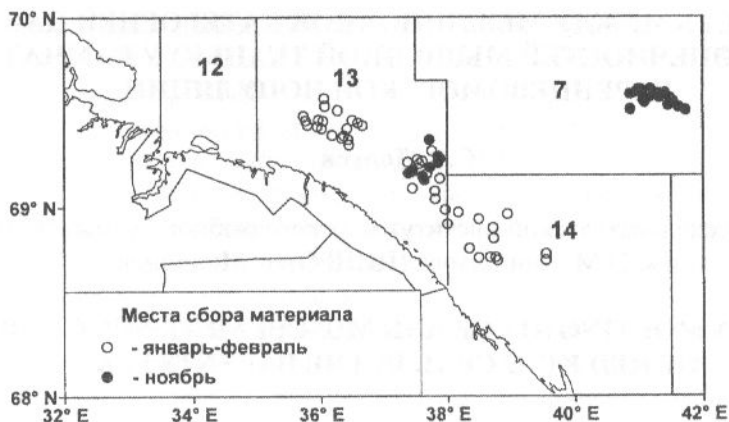 70° N
12
13
7
69° N
14
Места сбора материала
○ - январь-февраль
● - ноябрь
68° N
32° E 34° E 36° E 38° E 40° E 42° E